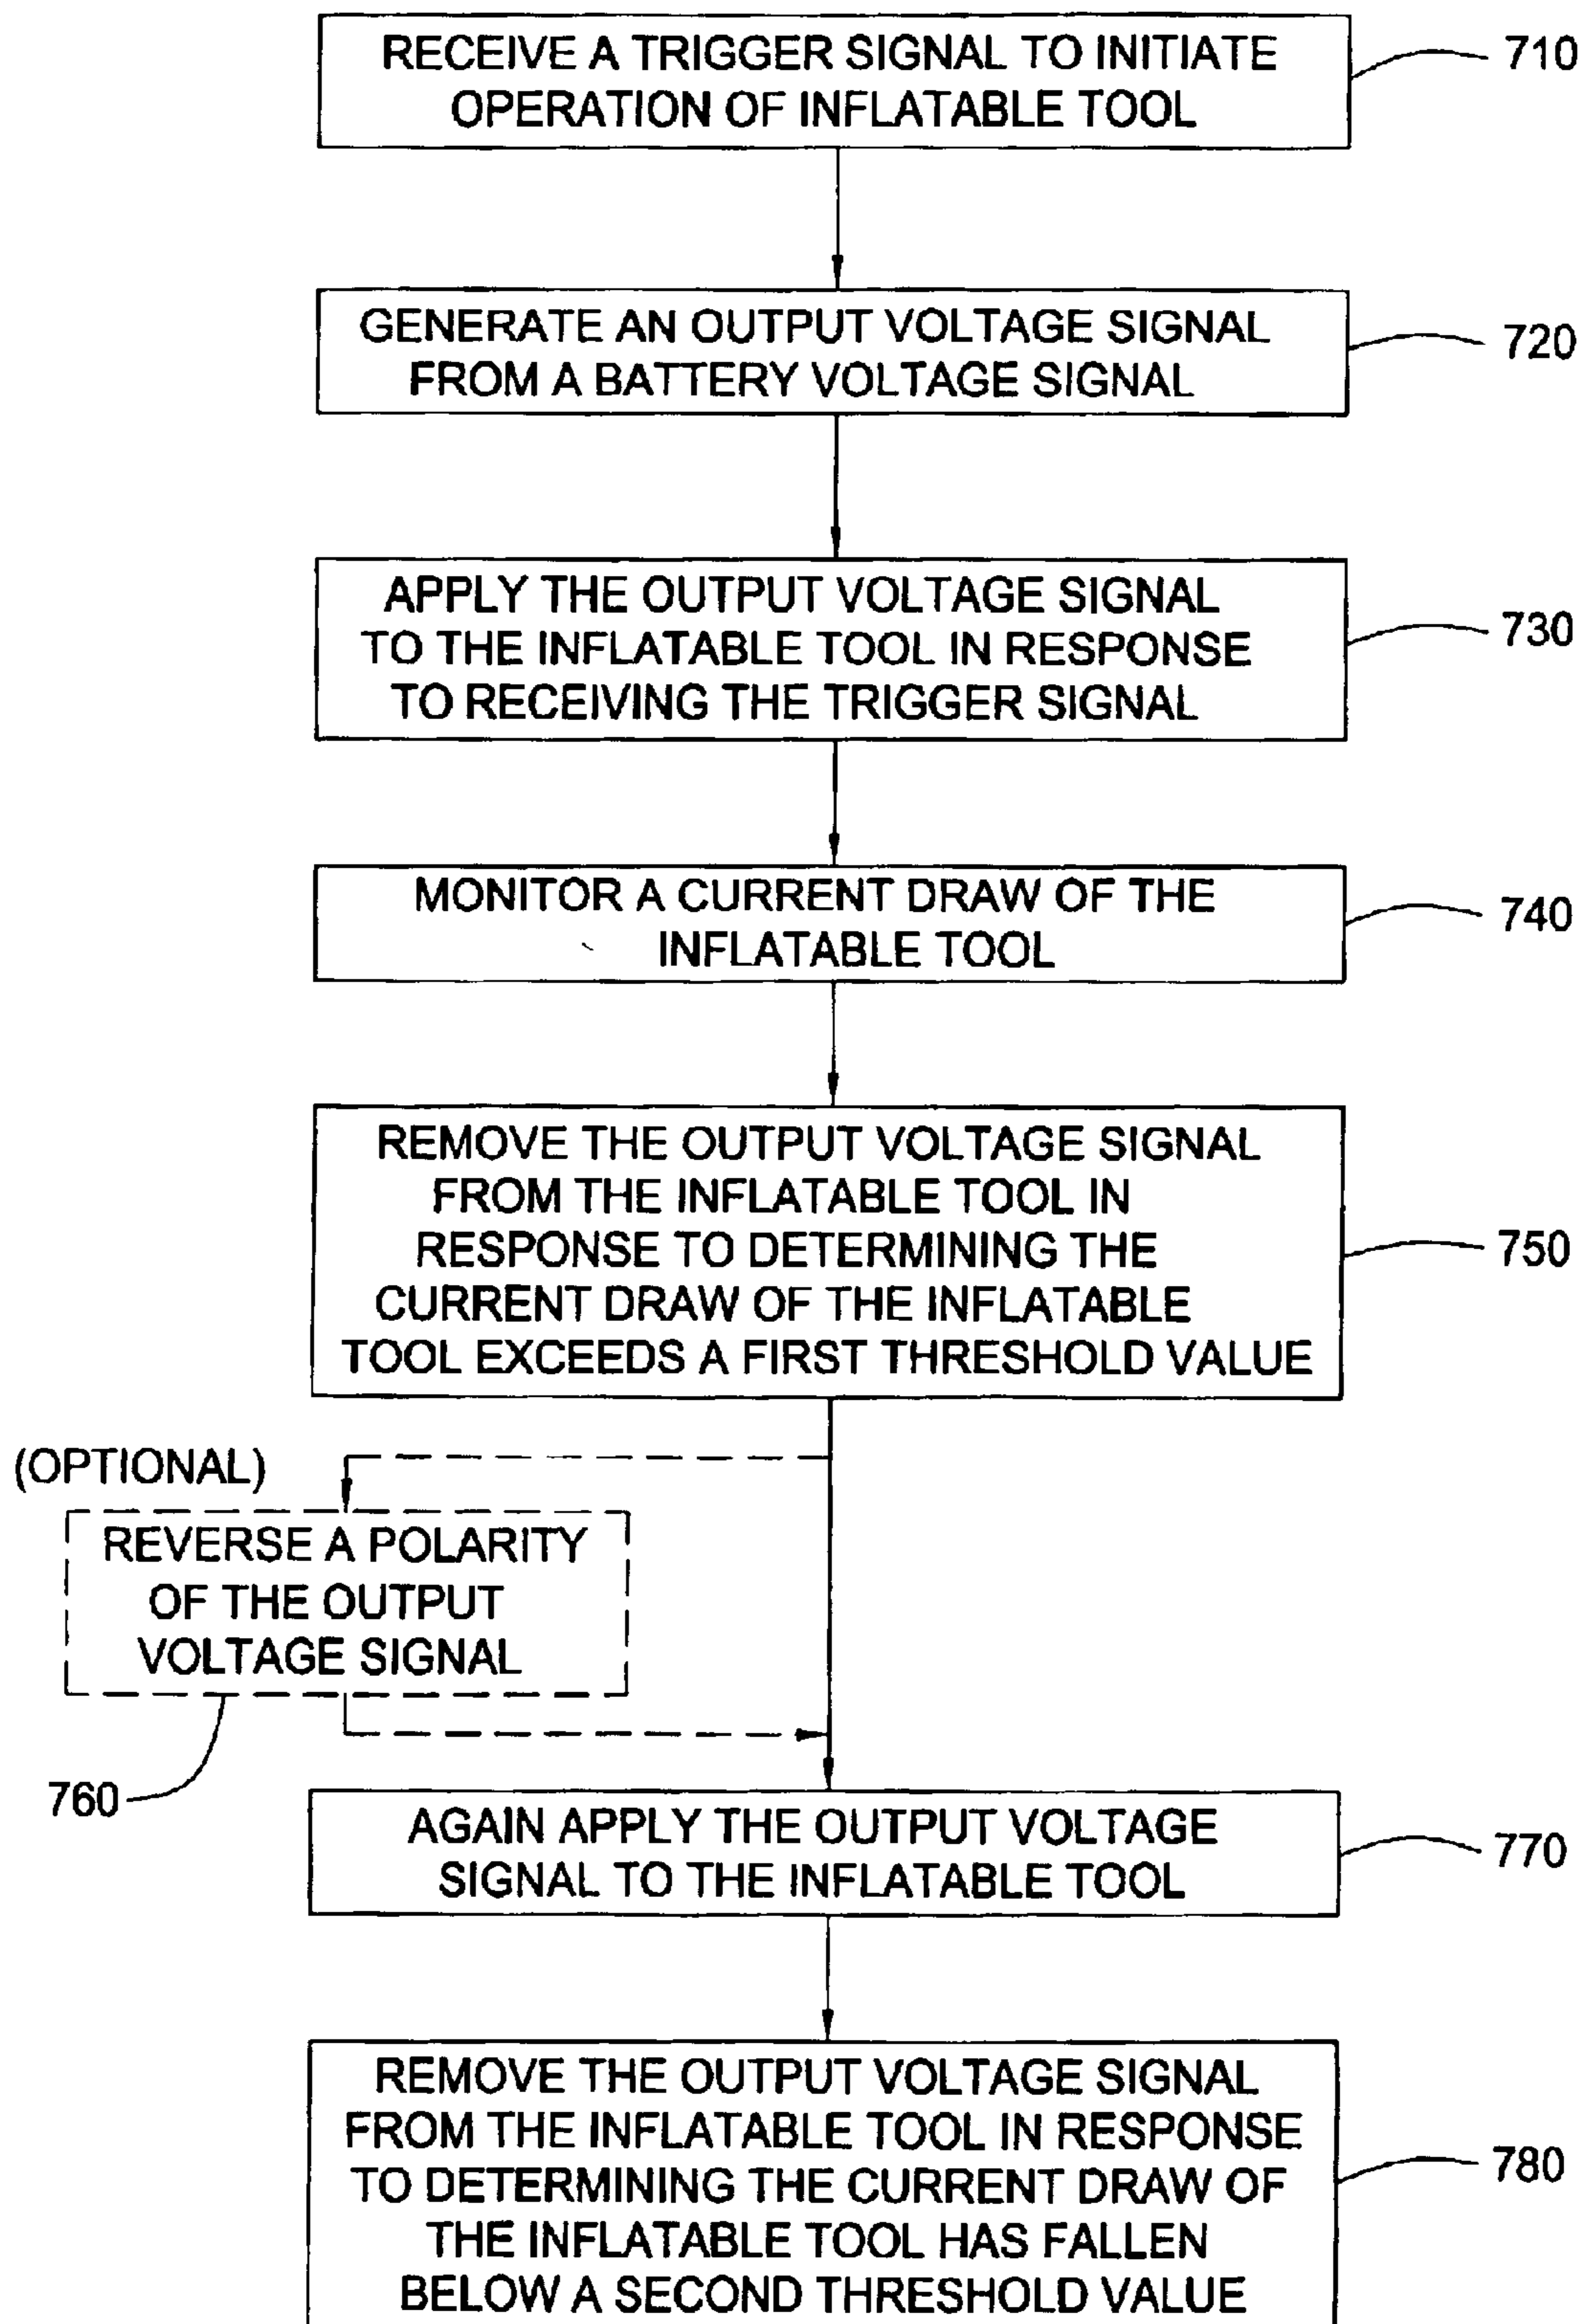 RECEIVE A TRIGGER SIGNAL TO INITIATE
OPERATION OF INFLATABLE TOOL
710
GENERATE AN OUTPUT VOLTAGE SIGNAL
FROM A BATTERY VOLTAGE SIGNAL
720
APPLY THE OUTPUT VOLTAGE SIGNAL
TO THE INFLATABLE TOOL IN RESPONSE
TO RECEIVING THE TRIGGER SIGNAL
730
MONITOR A CURRENT DRAW OF THE
INFLATABLE TOOL
740
REMOVE THE OUTPUT VOLTAGE SIGNAL
FROM THE INFLATABLE TOOL IN
RESPONSE TO DETERMINING THE
CURRENT DRAW OF THE INFLATABLE
TOOL EXCEEDS A FIRST THRESHOLD VALUE
750
(OPTIONAL)
REVERSE A POLARITY
OF THE OUTPUT
VOLTAGE SIGNAL
760
AGAIN APPLY THE OUTPUT VOLTAGE
SIGNAL TO THE INFLATABLE TOOL
770
REMOVE THE OUTPUT VOLTAGE SIGNAL
FROM THE INFLATABLE TOOL IN RESPONSE
TO DETERMINING THE CURRENT DRAW OF
THE INFLATABLE TOOL HAS FALLEN
BELOW A SECOND THRESHOLD VALUE
780